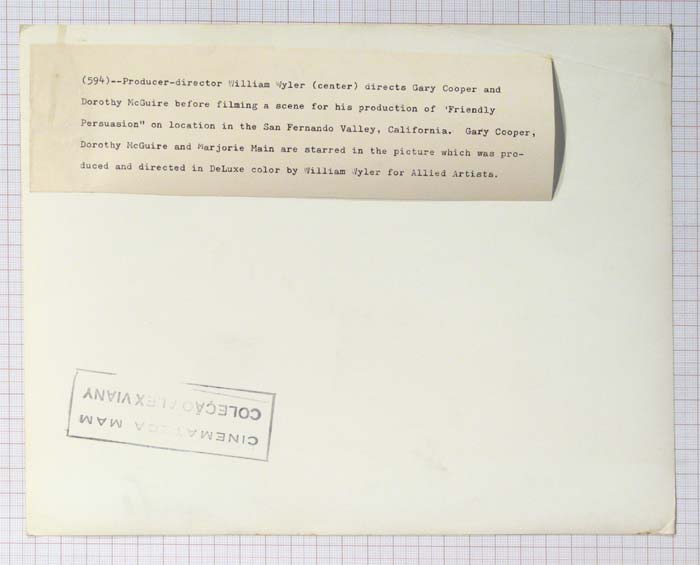 (594)--Producer-director William Wyler (center) directs Gary Cooper and
Dorothy McGuire before filming a scene for his production of 'Friendly
Persuasion" on location in the San Fernando Valley, California. Gary Cooper,
Dorothy McGuire and Marjorie Main are starred in the picture which was pro-
duced and directed in DeLuxe color by William Wyler for Allied Artists.
CINEMATECA MAM
COLEÇÃO ALEX VIANY